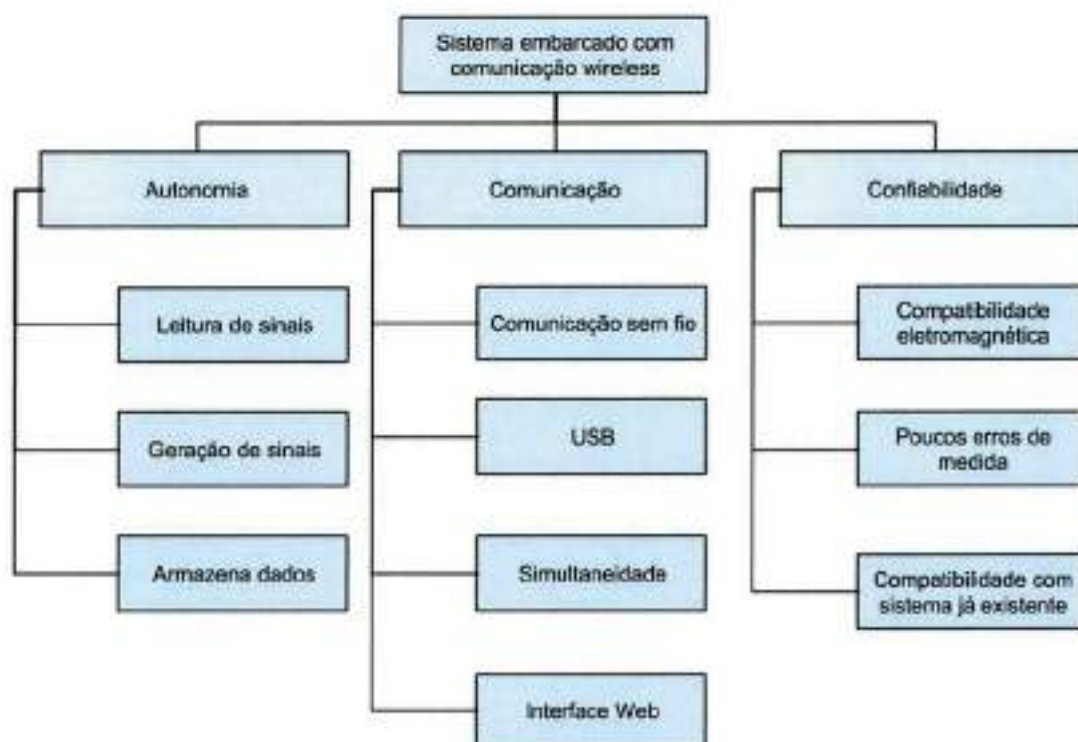 Sistema embarcado com
comunicação wireless
Autonomia
Leitura de sinais
Geração de sinais
Armazena dados
Comunicação
Comunicação sem fio
USB
Simultaneidade
Interface Web
Confiabilidade
Compatibilidade
eletromagnética
Poucos erros de
medida
Compatibilidade com
sistema já existente